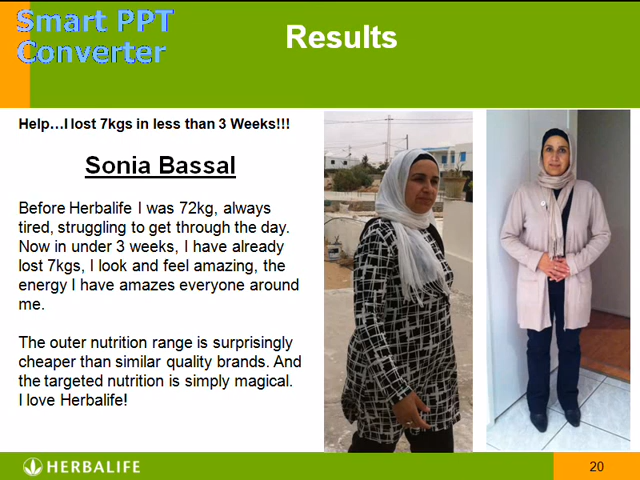 Smart PPT
Converter
Results
Help…I lost 7kgs in less than 3 Weeks!!!
Sonia Bassal
Before Herbalife I was 72kg, always
tired, struggling to get through the day.
Now in under 3 weeks, I have already
lost 7kgs, I look and feel amazing, the
energy I have amazes everyone around
me.
The outer nutrition range is surprisingly
cheaper than similar quality brands. And
the targeted nutrition is simply magical.
I love Herbalife!
HERBALIFE
20